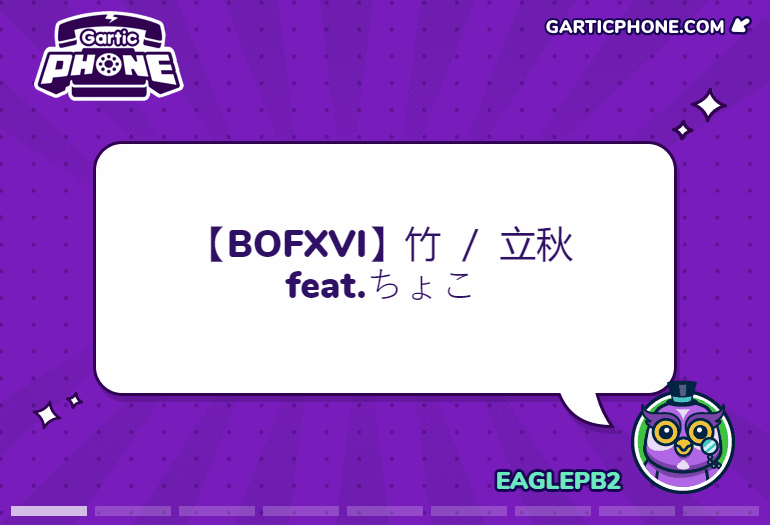 Gartic
PHONE
GARTICPHONE.COM
【BOFXVI】竹 / 立秋
feat.ちょこ
EAGLEPB2